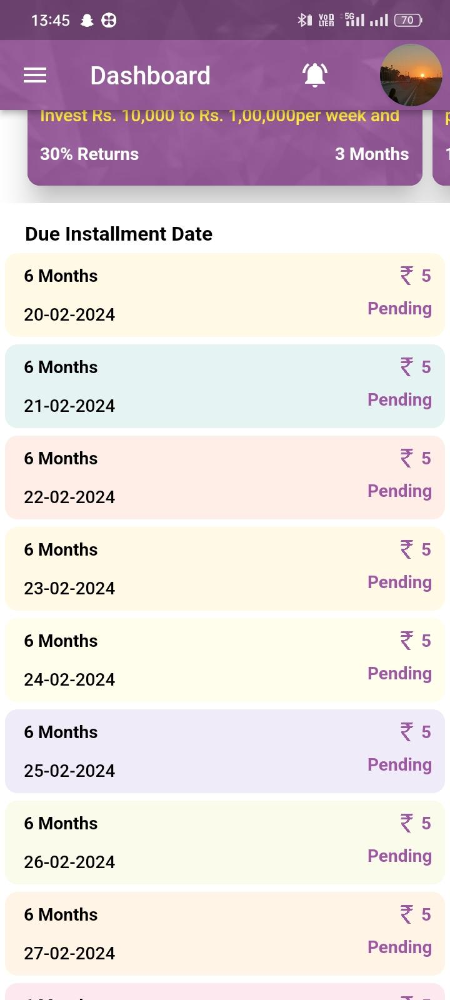 13:45 VoD LTE2 5G 70
Dashboard
Invest Rs. 10,000 to Rs. 1,00,000per week and
30% Returns 3 Months
Due Installment Date
6 Months ₹ 5
20-02-2024 Pending
6 Months ₹ 5
21-02-2024 Pending
6 Months ₹ 5
22-02-2024 Pending
6 Months ₹ 5
23-02-2024 Pending
6 Months ₹ 5
24-02-2024 Pending
6 Months ₹ 5
25-02-2024 Pending
6 Months ₹ 5
26-02-2024 Pending
6 Months ₹ 5
27-02-2024 Pending